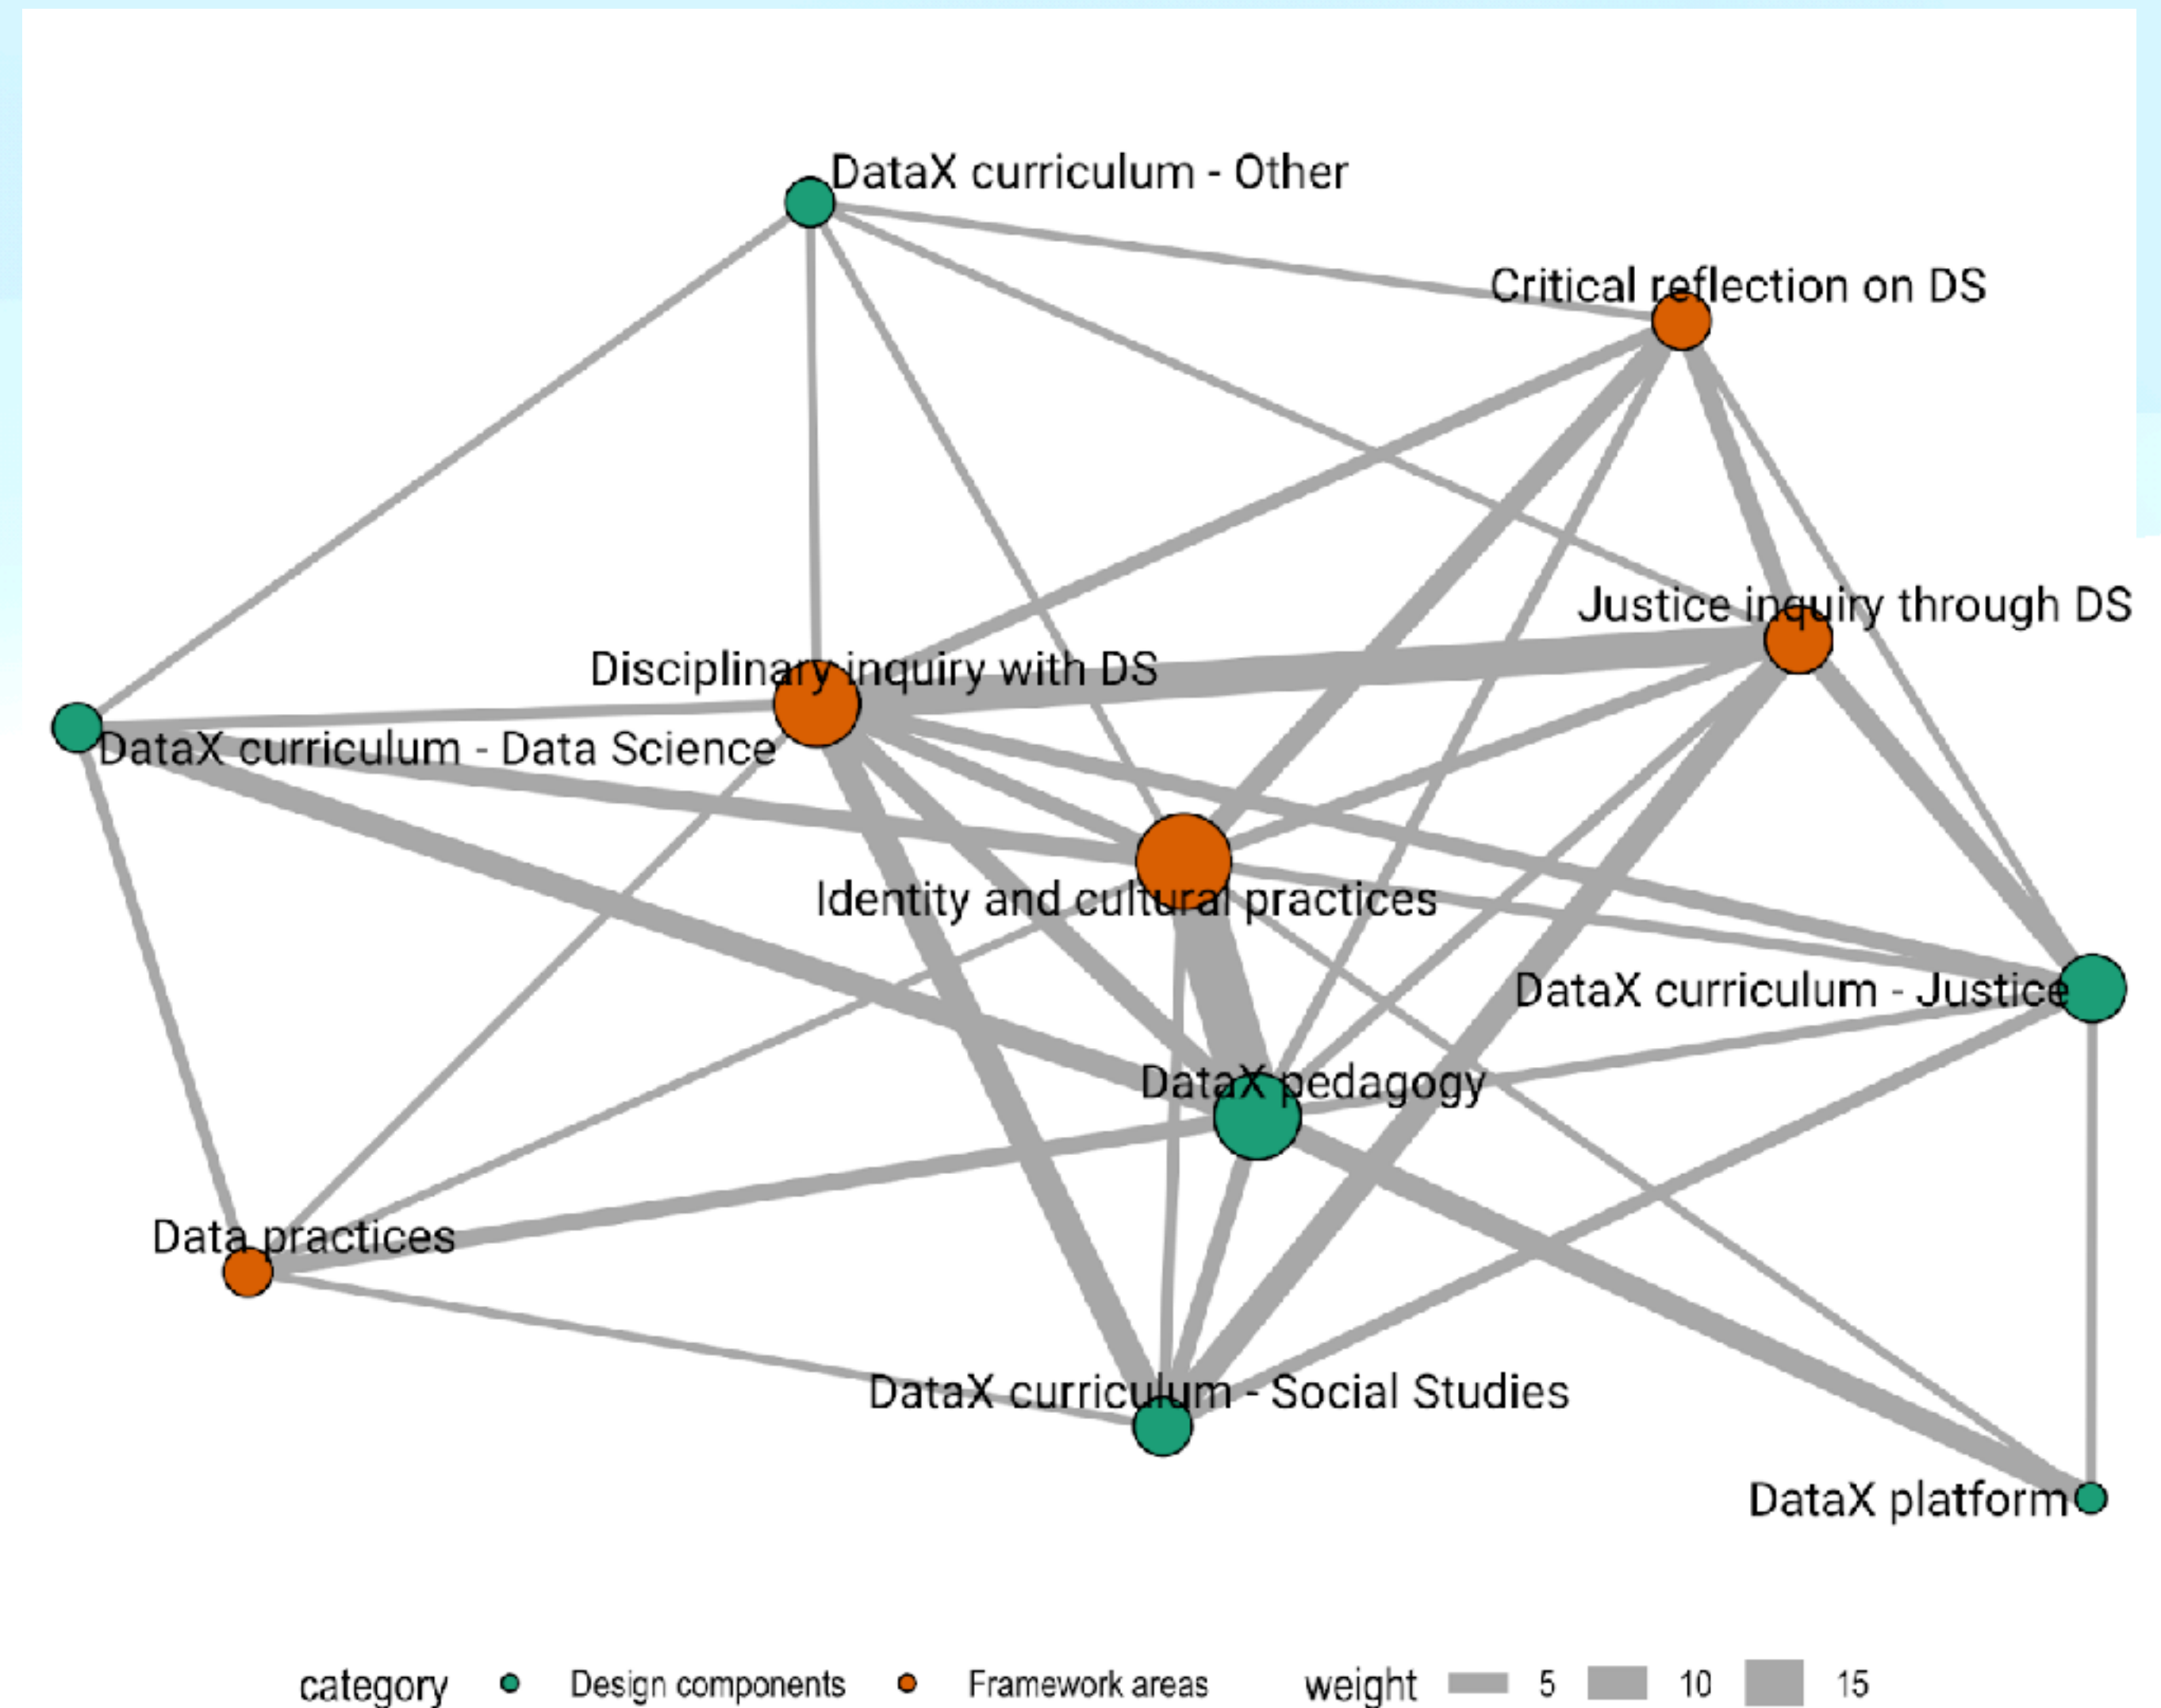 DataX curriculum - Other
Critical reflection on DS
Justice inquiry through DS
Disciplinary inquiry with DS
DataX curriculum - Data Science
Identity and cultural practices
DataX curriculum - Justice
DataX pedagogy
Data practices
DataX curriculum - Social Studies
DataX platform
category Design components Framework areas weight 5 10 15